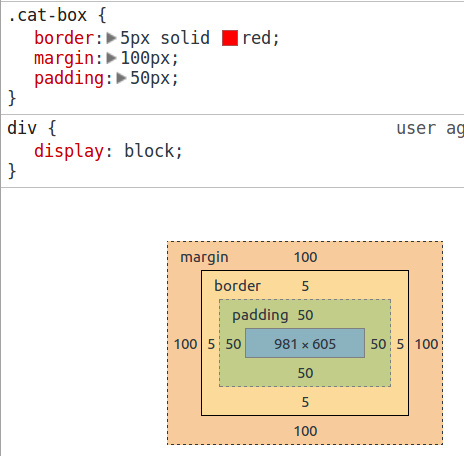 .cat-box {
border: 5px solid red;
margin: 100px;
padding: 50px;
}
div { user ag
display: block;
}
margin 100
border 5
padding 50
100 5 50 981 × 605 50 5 100
50
5
100